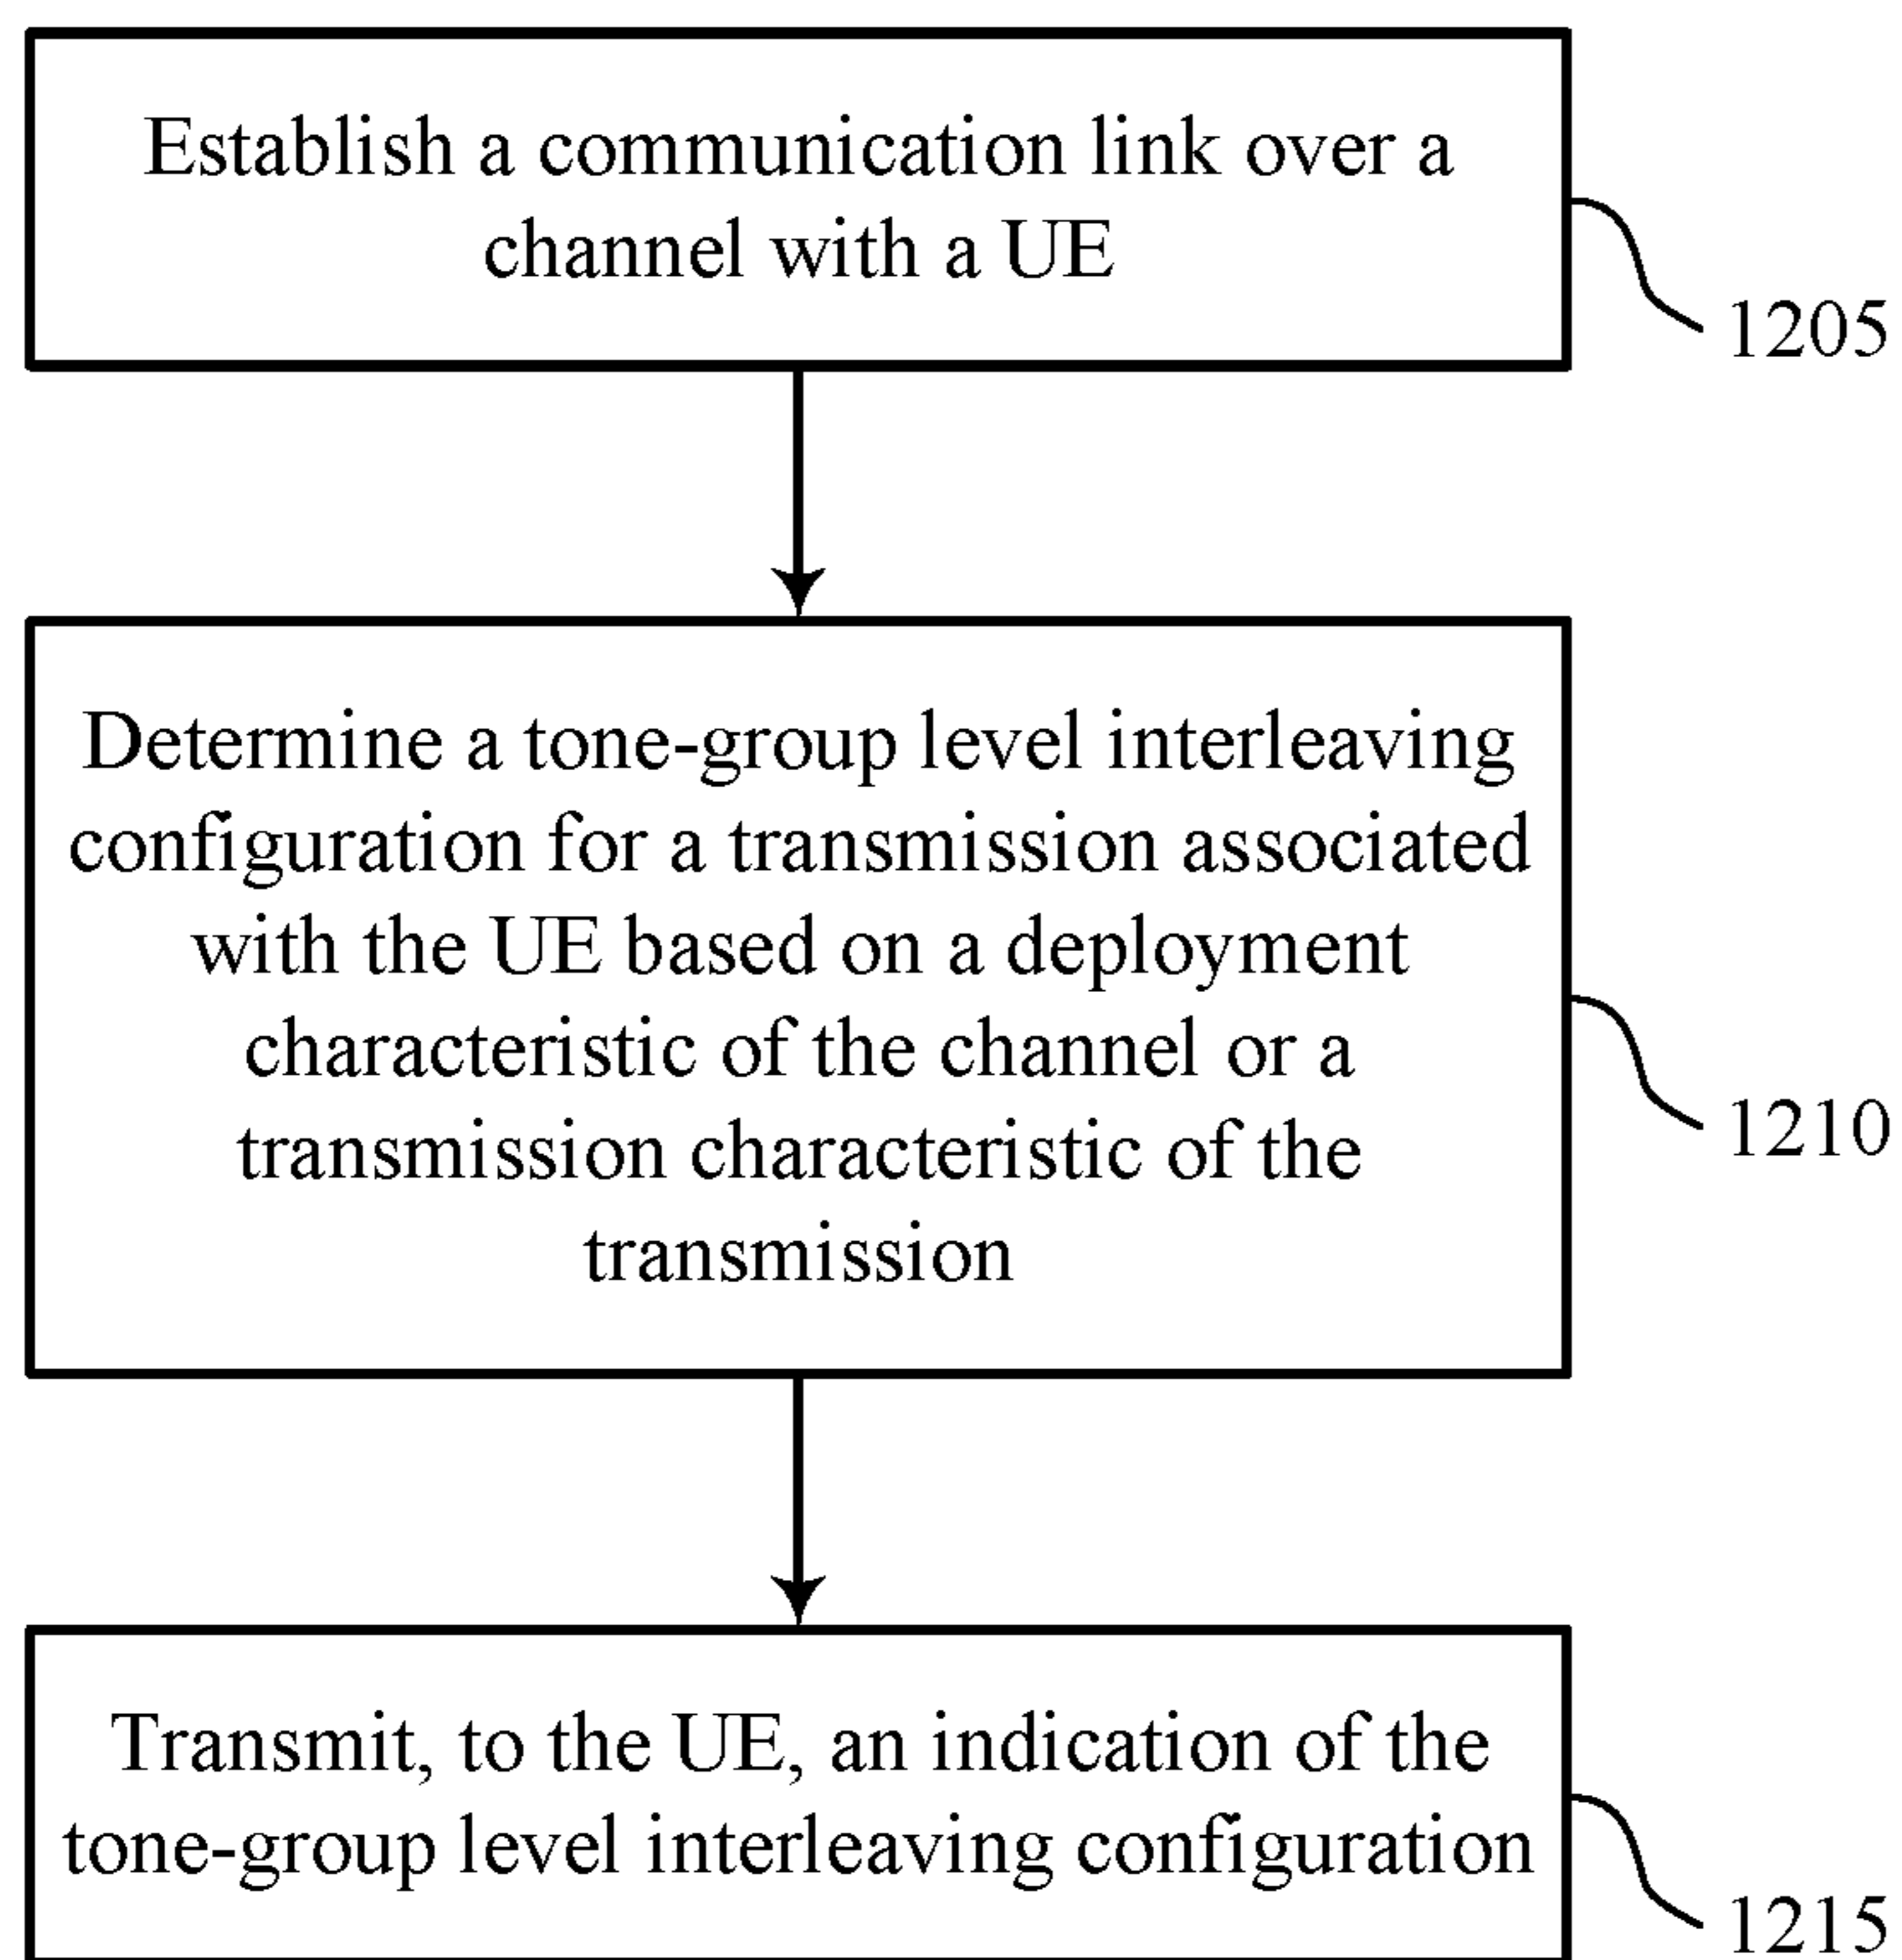 Establish a communication link over a
channel with a UE
1205
Determine a tone-group level interleaving
configuration for a transmission associated
with the UE based on a deployment
characteristic of the channel or a
transmission characteristic of the
transmission
1210
Transmit, to the UE, an indication of the
tone-group level interleaving configuration
1215